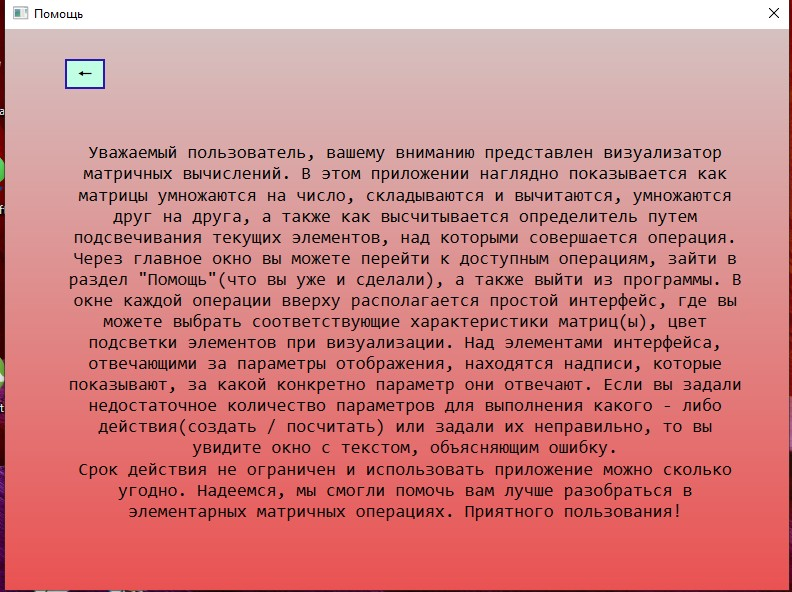 Помощь
←
Уважаемый пользователь, вашему вниманию представлен визуализатор
матричных вычислений. В этом приложении наглядно показывается как
матрицы умножаются на число, складываются и вычитаются, умножаются
друг на друга, а также как высчитывается определитель путем
подсвечивания текущих элементов, над которыми совершается операция.
Через главное окно вы можете перейти к доступным операциям, зайти в
раздел "Помощь"(что вы уже и сделали), а также выйти из программы. В
окне каждой операции вверху располагается простой интерфейс, где вы
можете выбрать соответствующие характеристики матриц(ы), цвет
подсветки элементов при визуализации. Над элементами интерфейса,
отвечающими за параметры отображения, находятся надписи, которые
показывают, за какой конкретно параметр они отвечают. Если вы задали
недостаточное количество параметров для выполнения какого - либо
действия(создать / посчитать) или задали их неправильно, то вы
увидите окно с текстом, объясняющим ошибку.
Срок действия не ограничен и использовать приложение можно сколько
угодно. Надеемся, мы смогли помочь вам лучше разобраться в
элементарных матричных операциях. Приятного пользования!